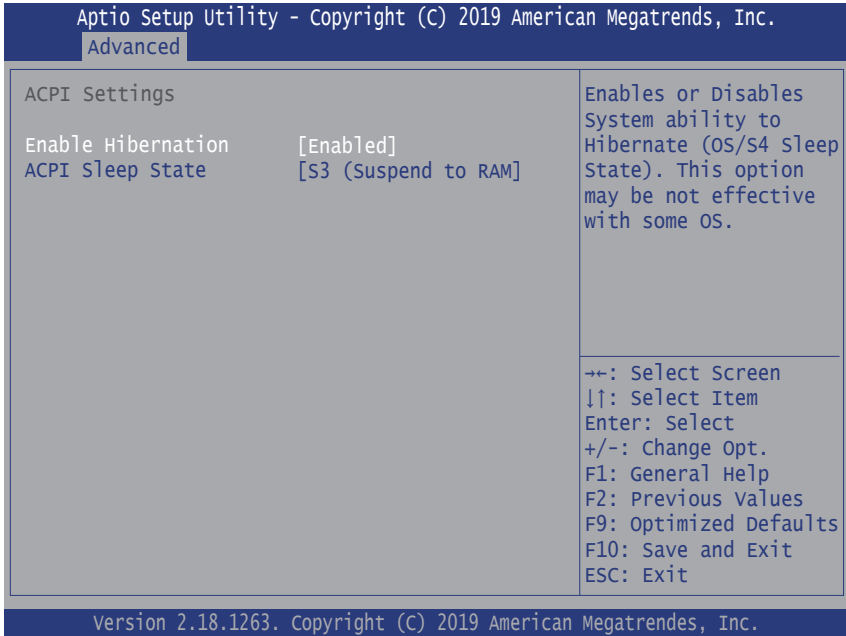 Aptio Setup Utility - Copyright (C) 2019 American Megatrends, Inc.
Advanced
ACPI Settings
Enable Hibernation [Enabled]
ACPI Sleep State [S3 (Suspend to RAM]
Enables or Disables
System ability to
Hibernate (OS/S4 Sleep
State). This option
may be not effective
with some OS.
→←: Select Screen
↓↑: Select Item
Enter: Select
+/-: Change Opt.
F1: General Help
F2: Previous Values
F9: Optimized Defaults
F10: Save and Exit
ESC: Exit
Version 2.18.1263. Copyright (C) 2019 American Megatrendes, Inc.